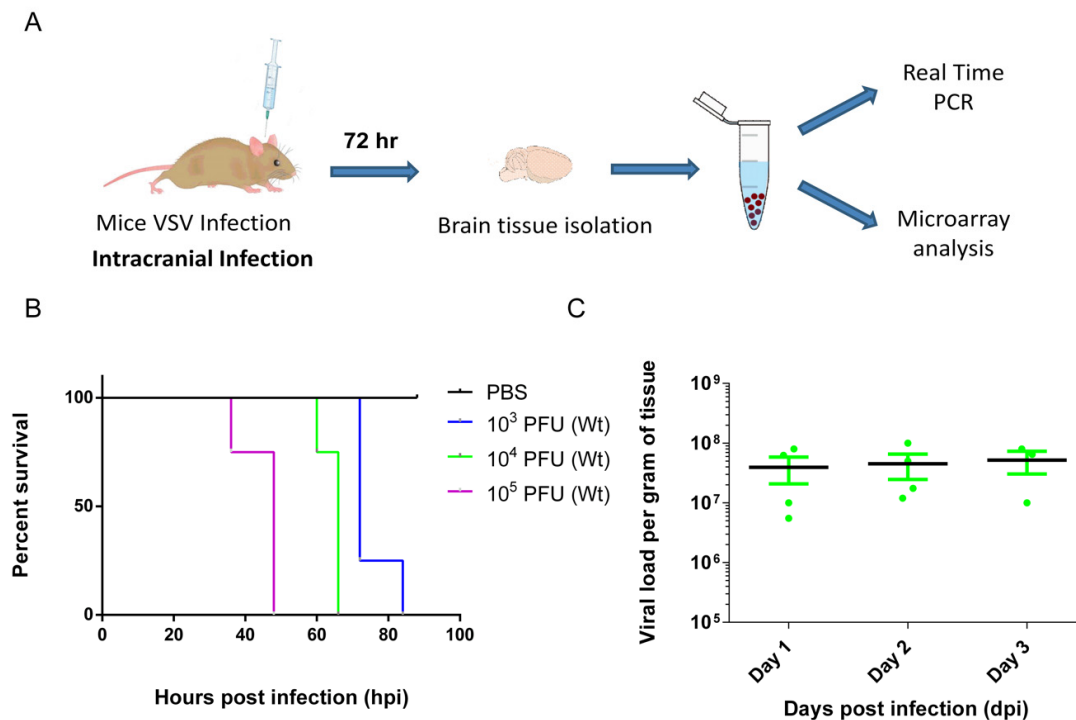 A
72 hr
Mice VSV Infection
Intracranial Infection
Brain tissue isolation
Real Time
PCR
Microarray
analysis
B
Percent survival
100
50
0
0 20 40 60 80 100
Hours post infection (hpi)
PBS
10³ PFU (Wt)
10⁴ PFU (Wt)
10⁵ PFU (Wt)
C
Viral load per gram of tissue
10⁹
10⁸
10⁷
10⁶
10⁵
Day 1 Day 2 Day 3
Days post infection (dpi)